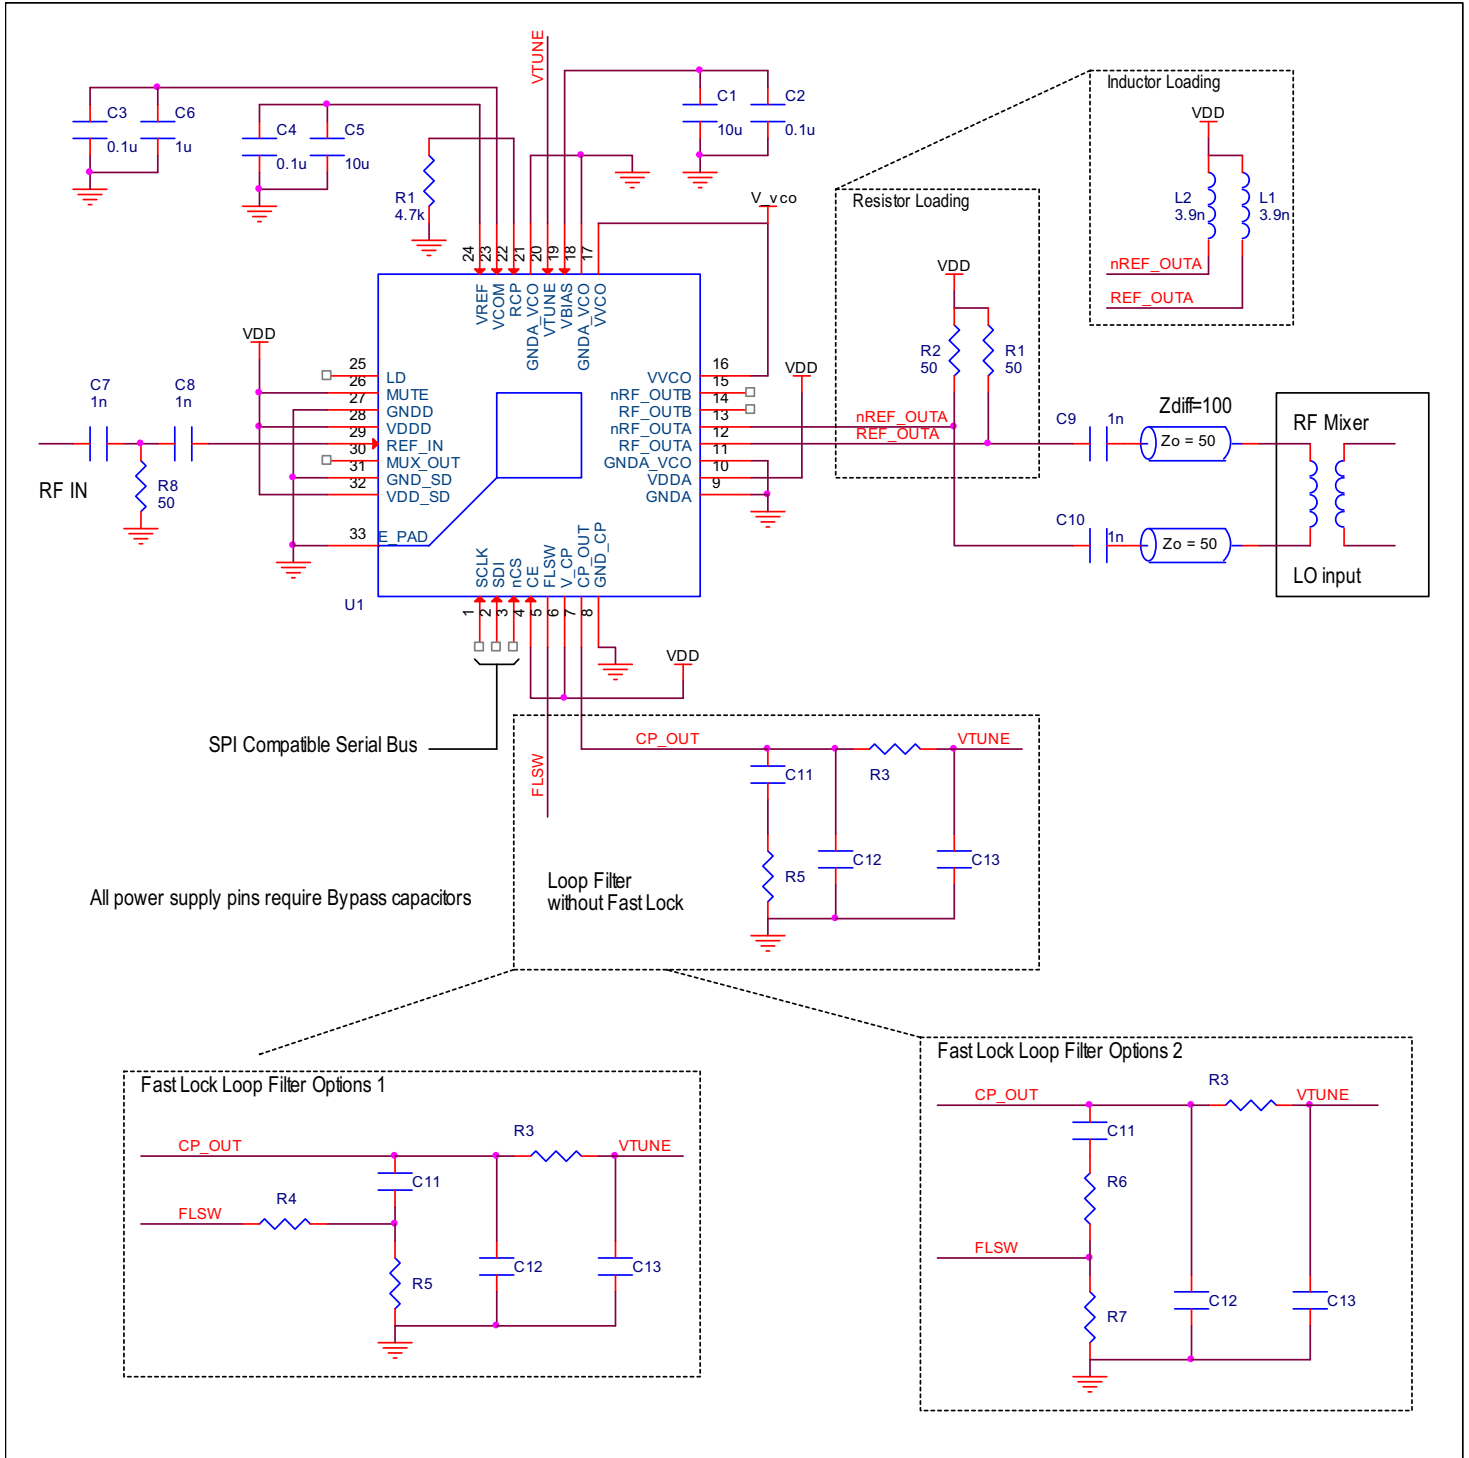 VTUNE
Inductor Loading
VDD
L2
3.9n
L1
3.9n
nREF_OUTA
REF_OUTA
C3
0.1u
C6
1u
C4
0.1u
C5
10u
R1
4.7k
C1
10u
C2
0.1u
V_vco
Resistor Loading
VDD
R2
50
R1
50
24
23
22
21
20
19
18
17
VREF
VCOM
RCP
GNDA_VCO
VTUNE
VBIAS
GNDA_VCO
VVCO
VDD
25
LD
26
MUTE
27
GNDD
28
VDDD
29
REF_IN
30
MUX_OUT
31
GND_SD
32
VDD_SD
33
E_PAD
16
VVCO
15
nRF_OUTB
14
RF_OUTB
13
nRF_OUTA
12
RF_OUTA
11
GNDA_VCO
10
VDDA
9
GNDA
VDD
nREF_OUTA
REF_OUTA
C7
1n
C8
1n
RF IN
R8
50
C9
1n
Zdiff=100
Zo = 50
RF Mixer
C10
1n
Zo = 50
LO input
SCLK
SDI
nCS
CE
FLSW
V_CP
CP_OUT
GND_CP
U1
1
2
3
4
5
6
7
8
VDD
SPI Compatible Serial Bus
FLSW
CP_OUT
VTUNE
C11
R3
R5
C12
C13
Loop Filter
without Fast Lock
All power supply pins require Bypass capacitors
Fast Lock Loop Filter Options 1
CP_OUT
R3
VTUNE
C11
FLSW
R4
R5
C12
C13
Fast Lock Loop Filter Options 2
CP_OUT
R3
VTUNE
C11
R6
FLSW
R7
C12
C13